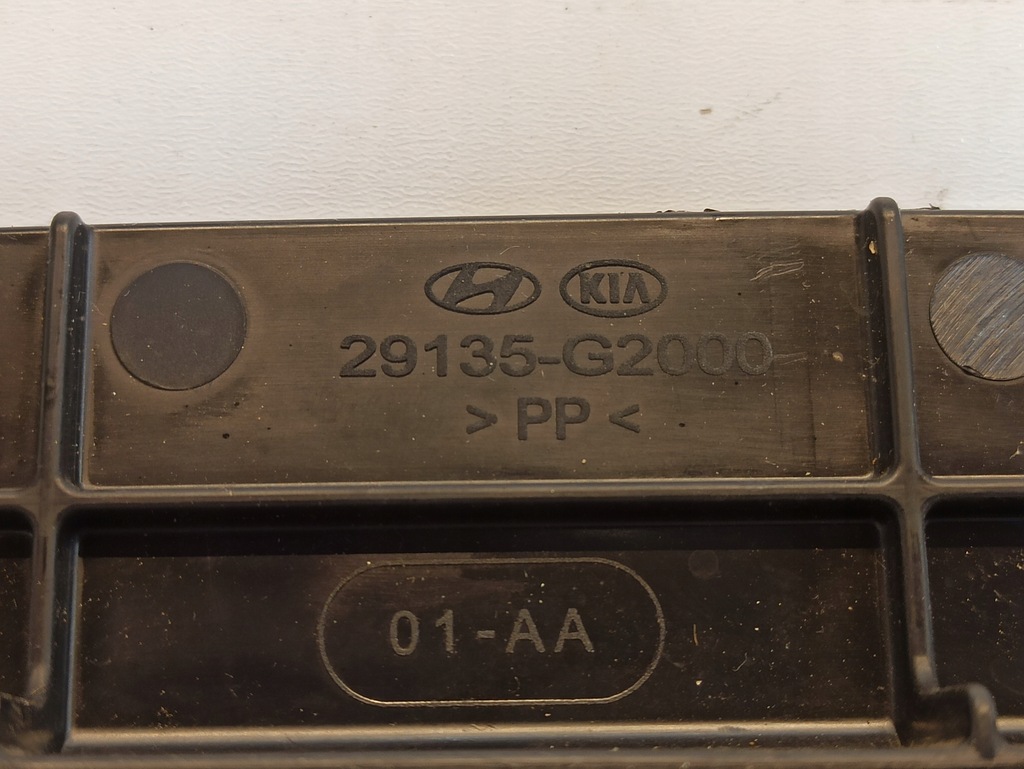 KIA
29135-G2000
> PP <
01-AA